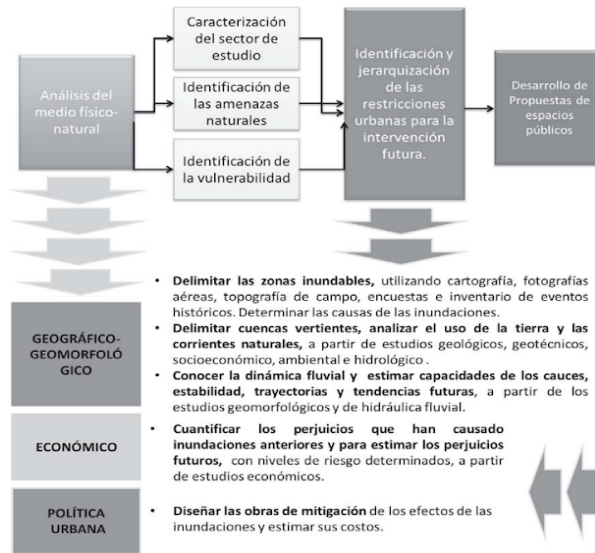 Análisis del
medio físico-
natural
Caracterización
del sector de
estudio
Identificación de
las amenazas
naturales
Identificación de
la vulnerabilidad
Identificación y
jerarquización
de las
restricciones
urbanas para la
intervención
futura.
Desarrollo de
Propuestas de
espacios
públicos
GEOGRÁFICO-
GEOMORFOLÓ
GICO
• Delimitar las zonas inundables, utilizando cartografía, fotografías
aéreas, topografía de campo, encuestas e inventario de eventos
históricos. Determinar las causas de las inundaciones.
• Delimitar cuencas vertientes, analizar el uso de la tierra y las
corrientes naturales, a partir de estudios geológicos, geotécnicos,
socioeconómico, ambiental e hidrológico .
• Conocer la dinámica fluvial y estimar capacidades de los cauces,
estabilidad, trayectorias y tendencias futuras, a partir de los
estudios geomorfológicos y de hidráulica fluvial.
ECONÓMICO
• Cuantificar los perjuicios que han causado
inundaciones anteriores y para estimar los perjuicios
futuros, con niveles de riesgo determinados, a partir
de estudios económicos.
POLÍTICA
URBANA
• Diseñar las obras de mitigación de los efectos de las
inundaciones y estimar sus costos.